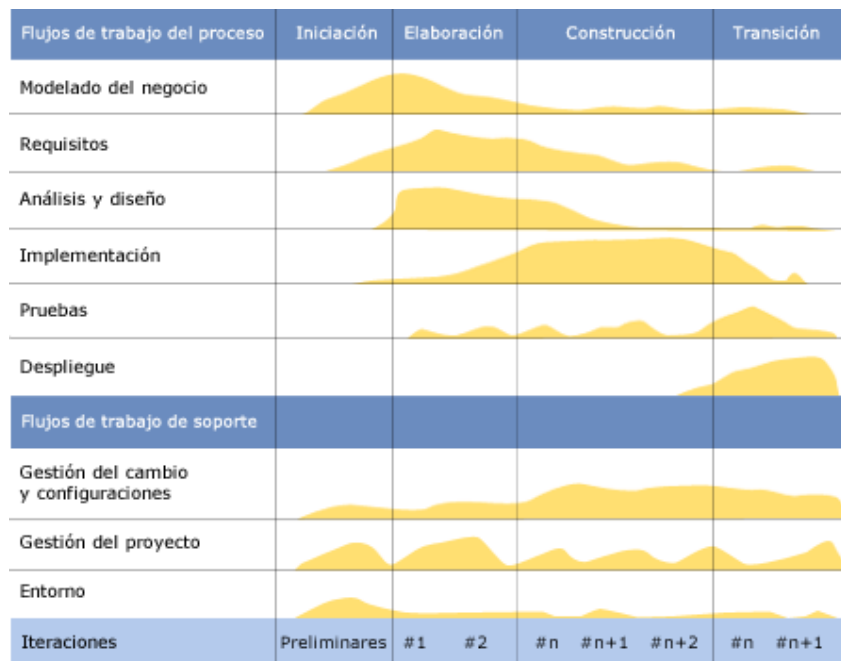 Flujos de trabajo del proceso Iniciación Elaboración Construcción Transición
Modelado del negocio
Requisitos
Análisis y diseño
Implementación
Pruebas
Despliegue
Flujos de trabajo de soporte
Gestión del cambio
y configuraciones
Gestión del proyecto
Entorno
Iteraciones Preliminares #1 #2 #n #n+1 #n+2 #n #n+1